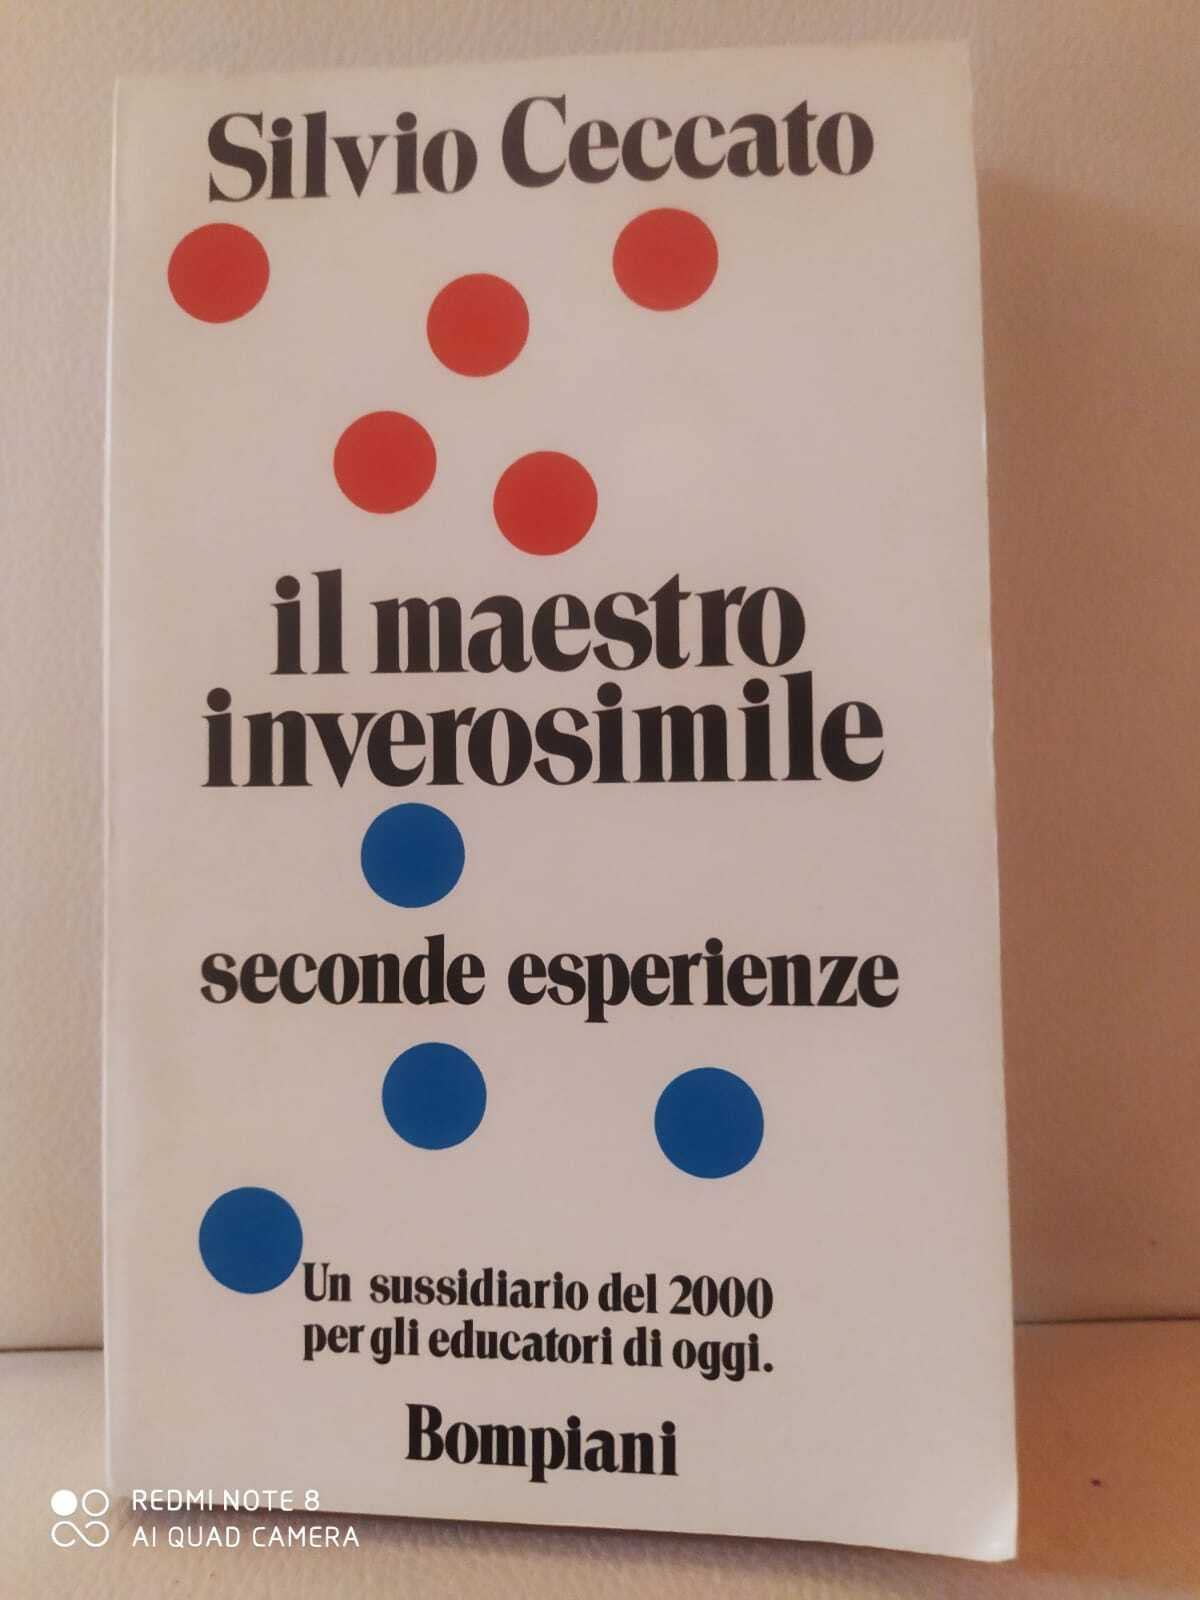 Silvio Ceccato
il maestro
inverosimile
seconde esperienze
Un sussidiario del 2000
per gli educatori di oggi.
Bompiani
REDMI NOTE 8
AI QUAD CAMERA